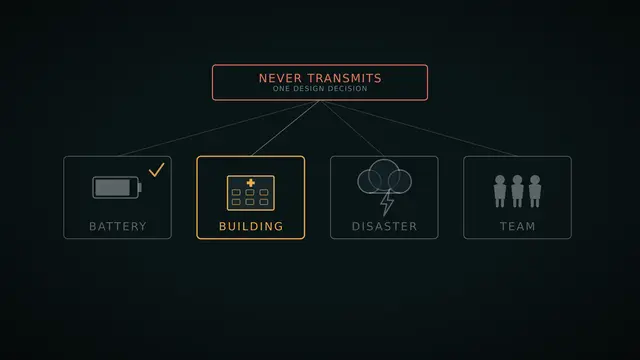 NEVER TRANSMITS
ONE DESIGN DECISION
BATTERY
BUILDING
DISASTER
TEAM